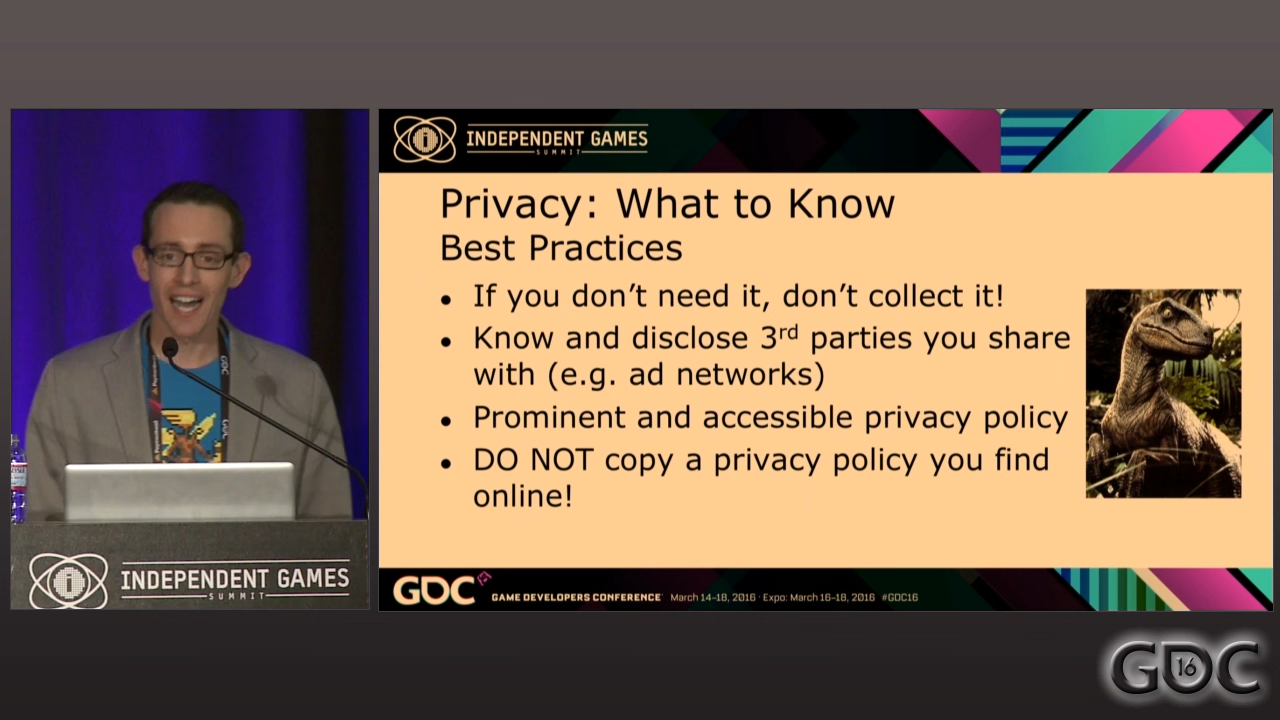 INDEPENDENT GAMES
SUMMIT
Privacy: What to Know
Best Practices
If you don’t need it, don’t collect it!
Know and disclose 3rd parties you share
with (e.g. ad networks)
Prominent and accessible privacy policy
DO NOT copy a privacy policy you find
online!
GDC
GDC
INDEPENDENT GAMES
SUMMIT
GDC GAME DEVELOPERS CONFERENCE March 14-18, 2016 · Expo: March 16-18, 2016 #GDC16
GDC 16